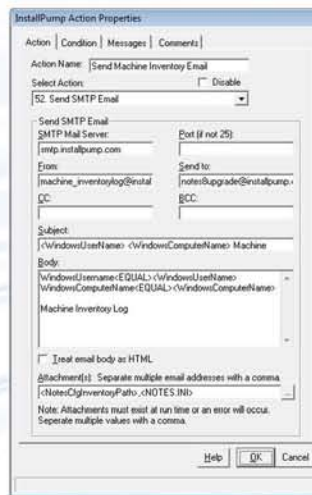 InstallPump Action Properties
Action Condition Messages Comments
Action Name: Send Machine Inventory Email
Select Action: Disable
52. Send SMTP Email
Send SMTP Email
SMTP Mail Server: Port (if not 25):
smtp.installpump.com
From: Send to:
machine_inventorylog@instal notes8upgrade@installpump.
CC: BCC:
Subject:
<WindowsUserName> <WindowsComputerName> Machine
Body:
WindowsUsername<EQUAL><WindowsUserName>
WindowsComputerName<EQUAL><WindowsComputerName>
Machine Inventory Log
Treat email body as HTML
Attachment(s): Separate multiple email addresses with a comma.
<NotesCfgInventoryPath>,<NOTES.INI> ...
Note: Attachments must exist at run time or an error will occur.
Seperate multiple values with a comma.
Help OK Cancel